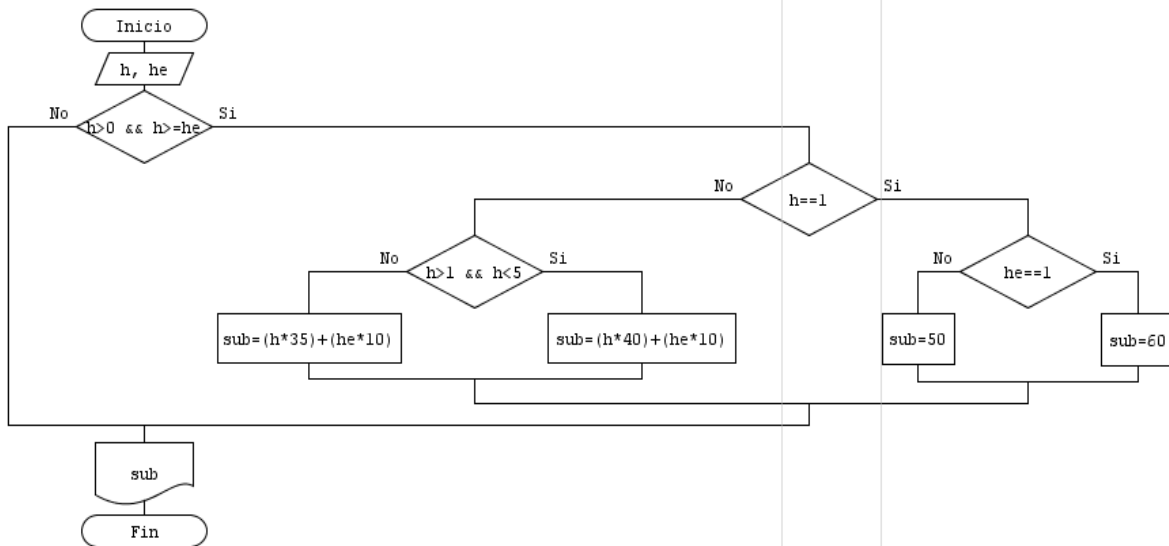 Inicio
h, he
No
h>0 && h>=he
Si
No
h==1
Si
No
h>1 && h<5
Si
No
he==1
Si
sub=(h*35)+(he*10)
sub=(h*40)+(he*10)
sub=50
sub=60
sub
Fin